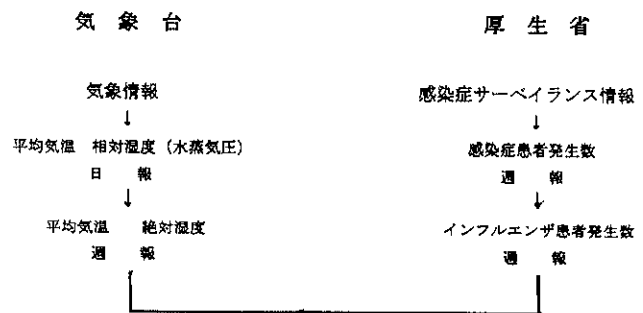 気象台
厚生省
気象情報
感染症サーベイランス情報
↓
↓
平均気温 相対湿度(水蒸気圧)
感染症患者発生数
日報
週報
↓
↓
平均気温 絶対湿度
インフルエンザ患者発生数
週報
週報